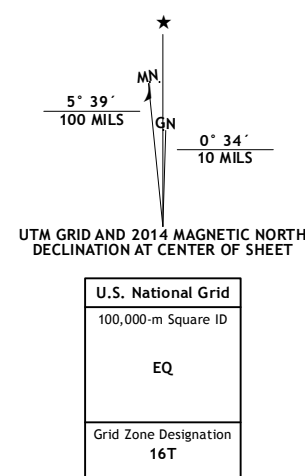 MN.
5° 39´
100 MILS
GN
0° 34´
10 MILS
UTM GRID AND 2014 MAGNETIC NORTH
DECLINATION AT CENTER OF SHEET
U.S. National Grid
100,000-m Square ID
EQ
Grid Zone Designation
16T